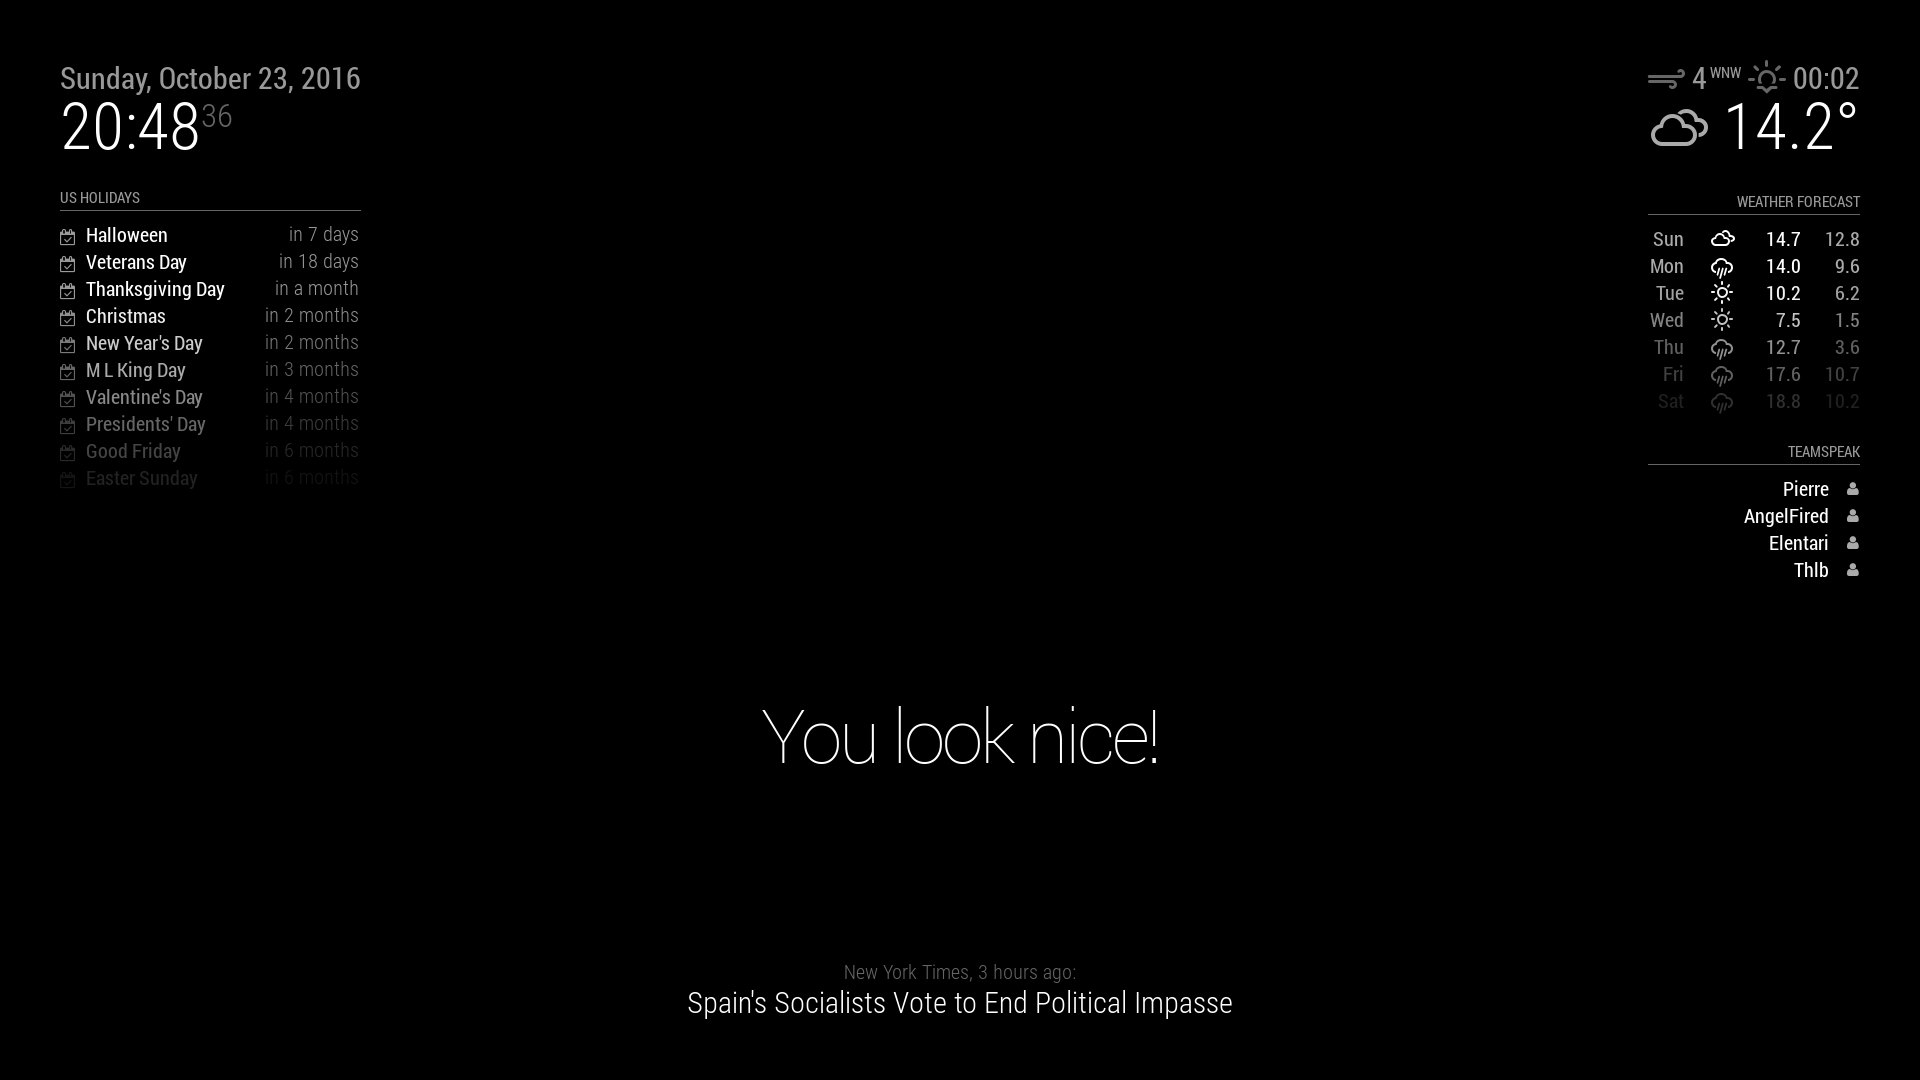 Sunday, October 23, 2016
20:48 36
US HOLIDAYS
Halloween in 7 days
Veterans Day in 18 days
Thanksgiving Day in a month
Christmas in 2 months
New Year's Day in 2 months
M L King Day in 3 months
Valentine's Day in 4 months
Presidents' Day in 4 months
Good Friday in 6 months
Easter Sunday in 6 months
4 WNW 00:02
14.2°
WEATHER FORECAST
Sun 14.7 12.8
Mon 14.0 9.6
Tue 10.2 6.2
Wed 7.5 1.5
Thu 12.7 3.6
Fri 17.6 10.7
Sat 18.8 10.2
TEAMSPEAK
Pierre
AngelFired
Elentari
Thlb
You look nice!
New York Times, 3 hours ago:
Spain's Socialists Vote to End Political Impasse